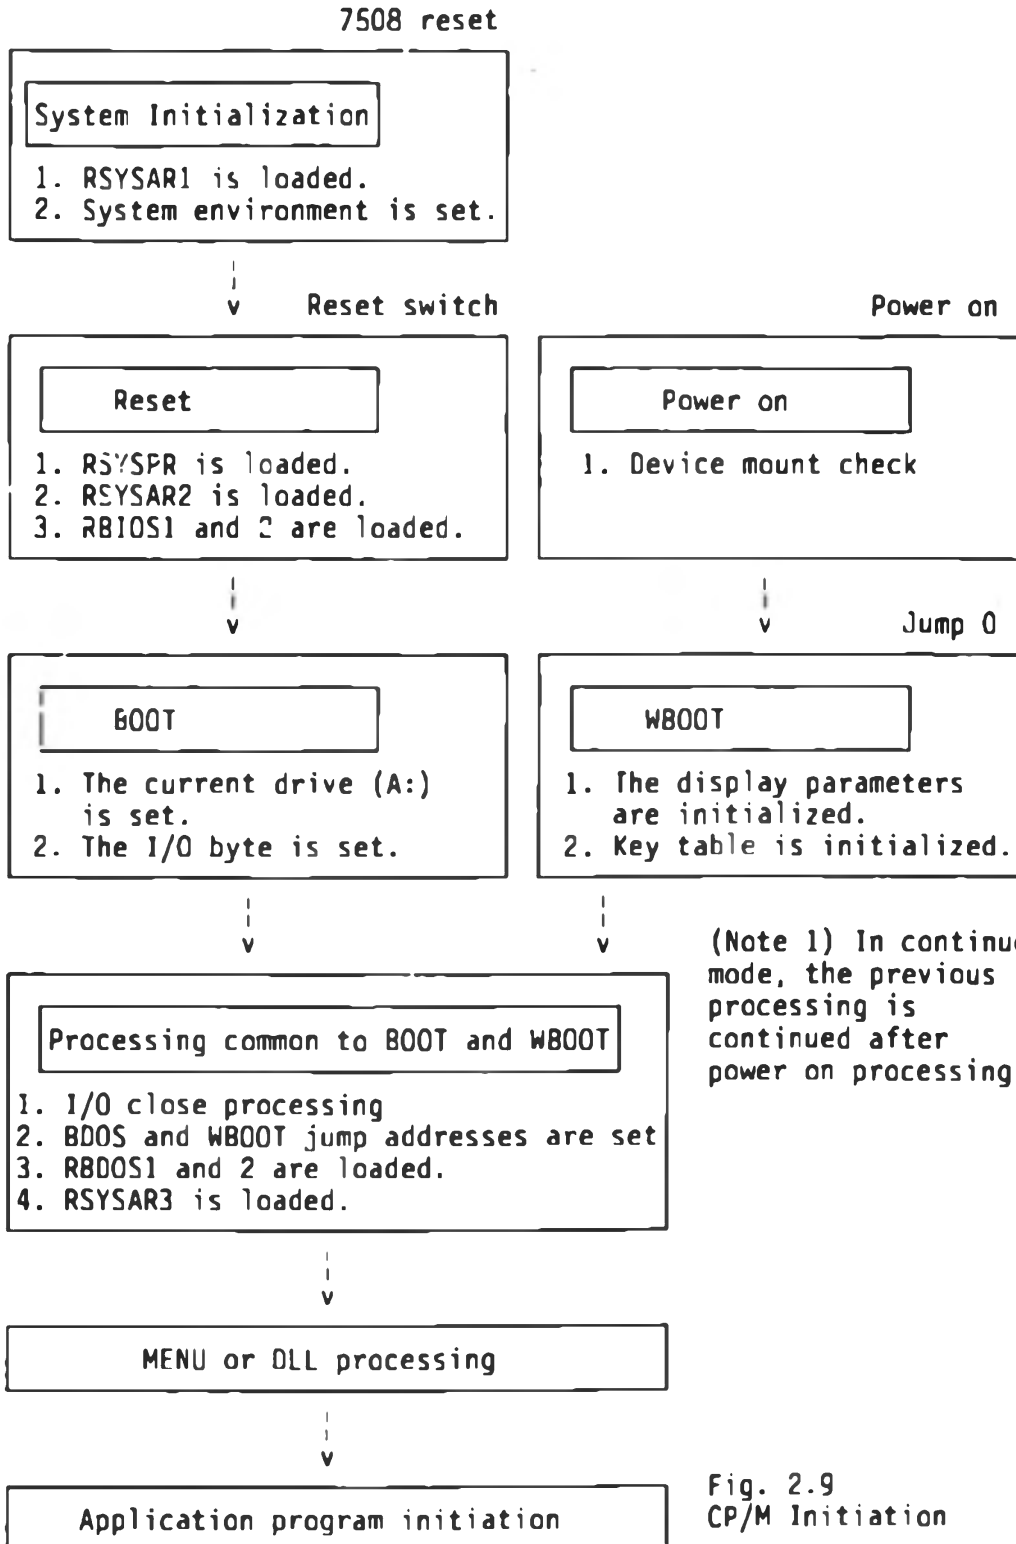 7508 reset
System Initialization
1. RSYSAR1 is loaded.
2. System environment is set.
Reset switch
Reset
1. RSYSPR is loaded.
2. RSYSAR2 is loaded.
3. RBIOS1 and 2 are loaded.
Power on
Power on
1. Device mount check
BOOT
1. The current drive (A:)
is set.
2. The I/O byte is set.
Jump 0
WBOOT
1. The display parameters
are initialized.
2. Key table is initialized.
(Note 1) In continu
mode, the previous
processing is
continued after
power on processing
Processing common to BOOT and WBOOT
1. I/O close processing
2. BDOS and WBOOT jump addresses are set
3. RBDOS1 and 2 are loaded.
4. RSYSAR3 is loaded.
MENU or DLL processing
Application program initiation
Fig. 2.9
CP/M Initiation